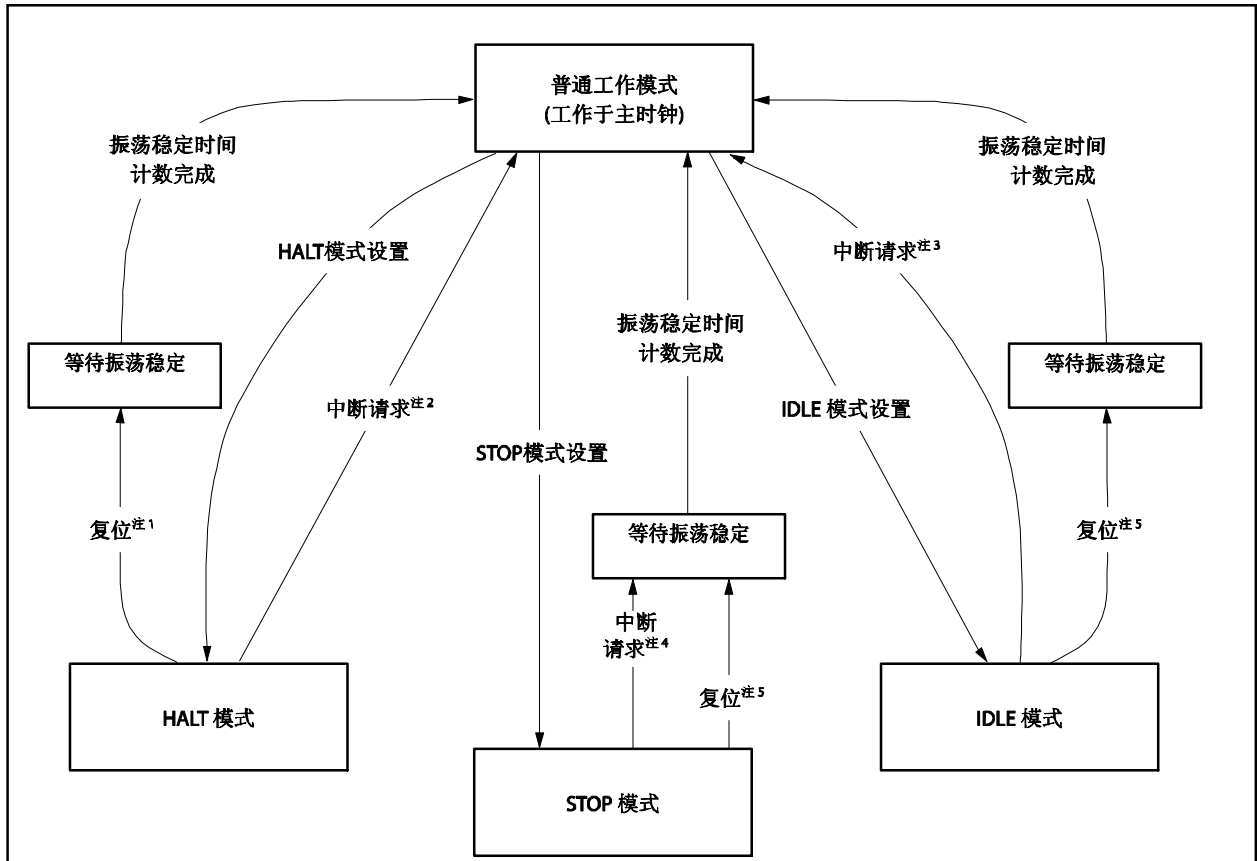 普通工作模式
(工作于主时钟)
振荡稳定时间
计数完成
振荡稳定时间
计数完成
HALT模式设置
中断请求注3
振荡稳定时间
计数完成
等待振荡稳定
等待振荡稳定
中断请求注2
IDLE 模式设置
STOP模式设置
复位注1
等待振荡稳定
复位注5
中断
请求注4
复位注5
HALT 模式
IDLE 模式
STOP 模式